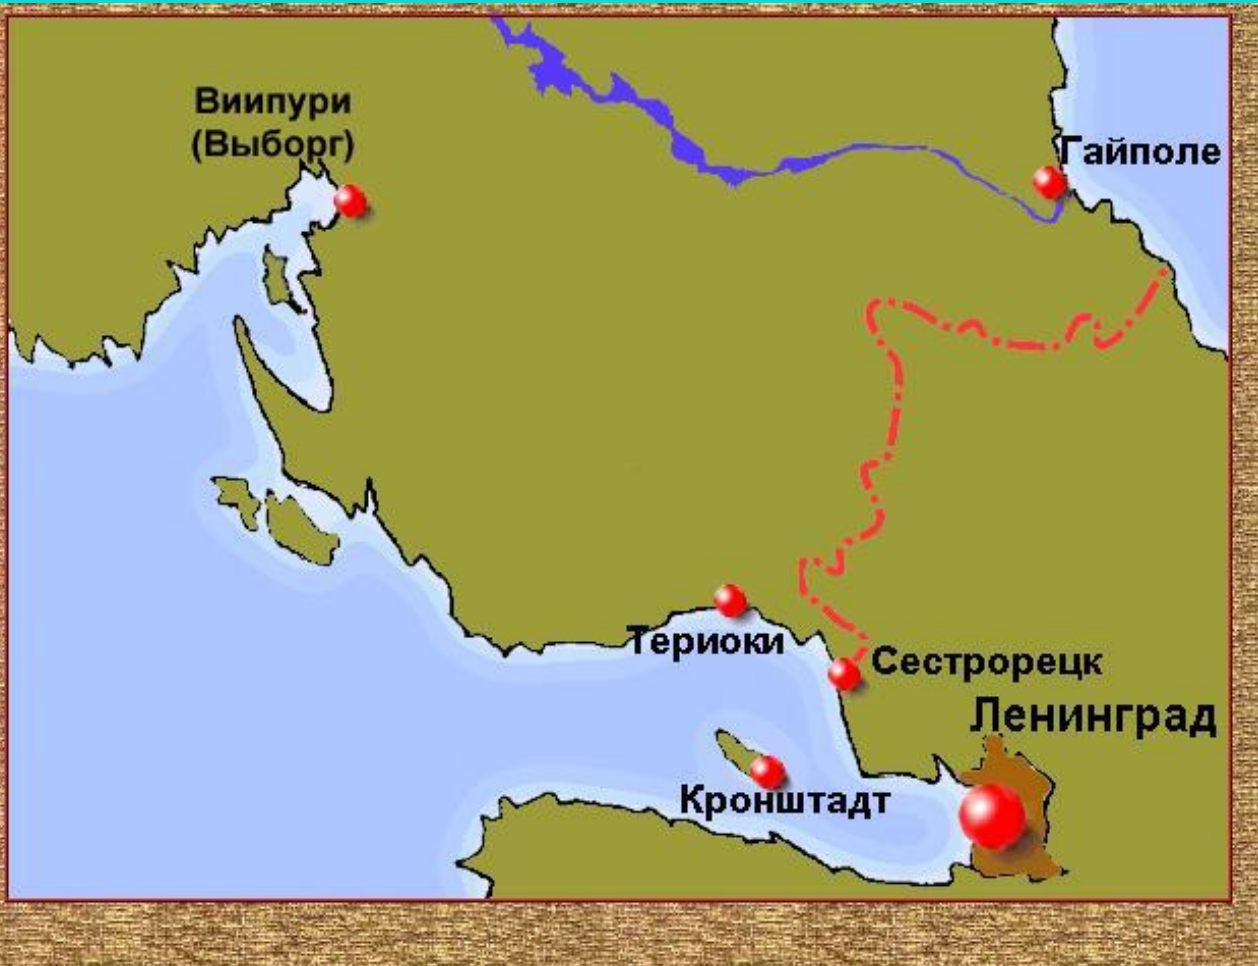 Виипури
(Выборг)
Гайполе
Териоки
Сестрорецк
Ленинград
Кронштадт